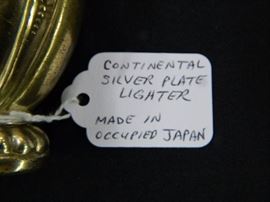 CONTINENTAL
SILVER PLATE
LIGHTER
MADE IN
OCCUPIED JAPAN